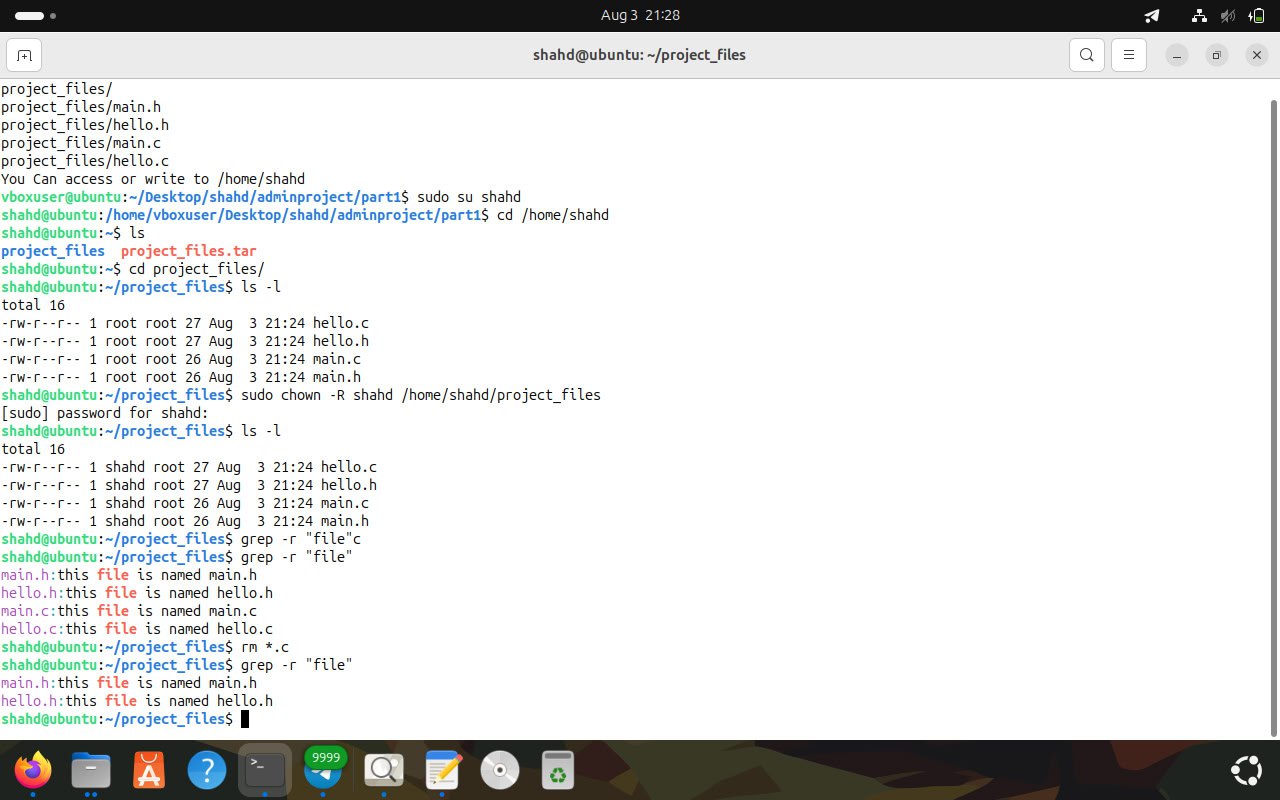 Aug 3 21:28
shahd@ubuntu: ~/project_files
project_files/
project_files/main.h
project_files/hello.h
project_files/main.c
project_files/hello.c
You Can access or write to /home/shahd
vboxuser@ubuntu:~/Desktop/shahd/adminproject/part1$ sudo su shahd
shahd@ubuntu:/home/vboxuser/Desktop/shahd/adminproject/part1$ cd /home/shahd
shahd@ubuntu:~$ ls
project_files  project_files.tar
shahd@ubuntu:~$ cd project_files/
shahd@ubuntu:~/project_files$ ls -l
total 16
-rw-r--r-- 1 root root 27 Aug  3 21:24 hello.c
-rw-r--r-- 1 root root 27 Aug  3 21:24 hello.h
-rw-r--r-- 1 root root 26 Aug  3 21:24 main.c
-rw-r--r-- 1 root root 26 Aug  3 21:24 main.h
shahd@ubuntu:~/project_files$ sudo chown -R shahd /home/shahd/project_files
[sudo] password for shahd:
shahd@ubuntu:~/project_files$ ls -l
total 16
-rw-r--r-- 1 shahd root 27 Aug  3 21:24 hello.c
-rw-r--r-- 1 shahd root 27 Aug  3 21:24 hello.h
-rw-r--r-- 1 shahd root 26 Aug  3 21:24 main.c
-rw-r--r-- 1 shahd root 26 Aug  3 21:24 main.h
shahd@ubuntu:~/project_files$ grep -r "file"c
shahd@ubuntu:~/project_files$ grep -r "file"
main.h:this file is named main.h
hello.h:this file is named hello.h
main.c:this file is named main.c
hello.c:this file is named hello.c
shahd@ubuntu:~/project_files$ rm *.c
shahd@ubuntu:~/project_files$ grep -r "file"
main.h:this file is named main.h
hello.h:this file is named hello.h
shahd@ubuntu:~/project_files$
9999